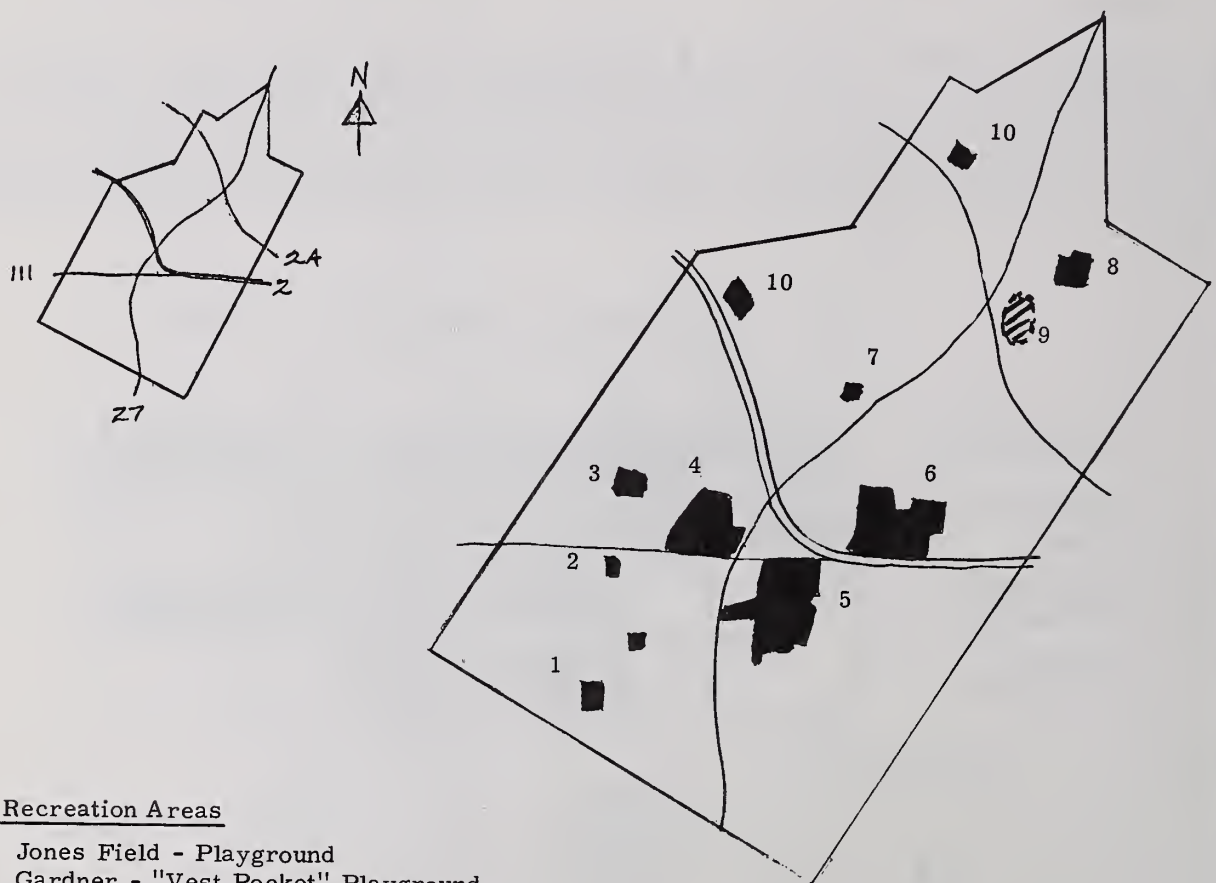 N
111
2A
2
27
10
10
8
9
7
3
4
6
2
5
1
Recreation Areas
Jones Field - Playground
Gardner - "Vest Pocket" Playground